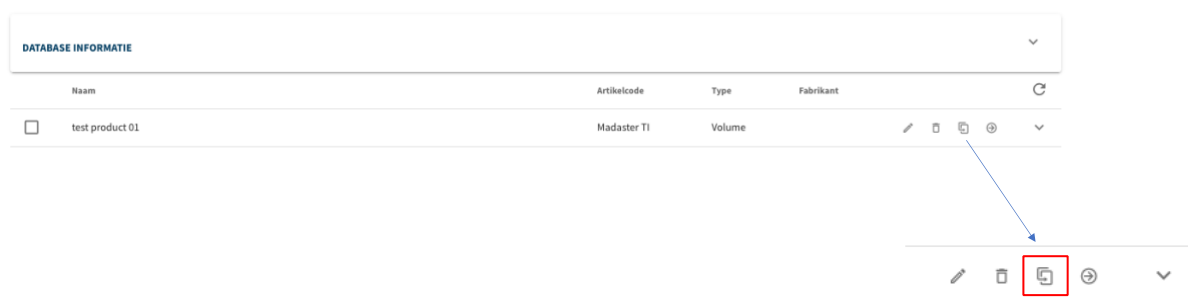 DATABASE INFORMATIE
Naam Artikelcode Type Fabrikant
test product 01 Madaster TI Volume